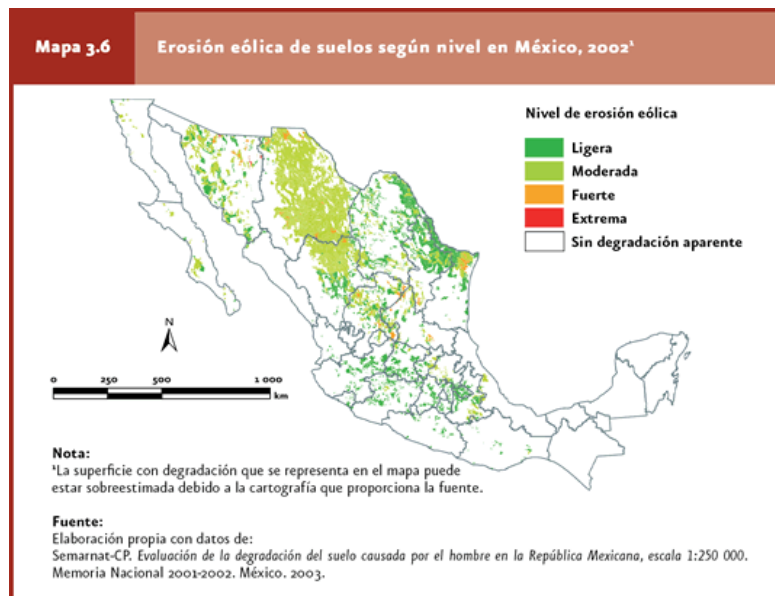 Mapa 3.6
Erosión eólica de suelos según nivel en México, 2002¹
Nivel de erosión eólica
Ligera
Moderada
Fuerte
Extrema
Sin degradación aparente
N
0 250 500 1 000
km
Nota:
¹La superficie con degradación que se representa en el mapa puede
estar sobreestimada debido a la cartografía que proporciona la fuente.
Fuente:
Elaboración propia con datos de:
Semarnat-CP. Evaluación de la degradación del suelo causada por el hombre en la República Mexicana, escala 1:250 000.
Memoria Nacional 2001-2002. México. 2003.